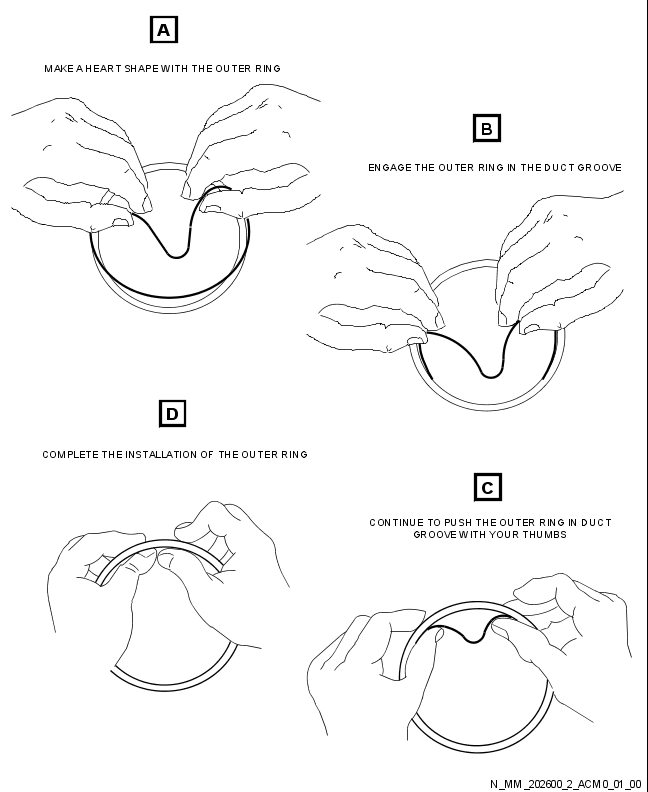 A
MAKE A HEART SHAPE WITH THE OUTER RING
B
ENGAGE THE OUTER RING IN THE DUCT GROOVE
D
COMPLETE THE INSTALLATION OF THE OUTER RING
C
CONTINUE TO PUSH THE OUTER RING IN DUCT
GROOVE WITH YOUR THUMBS
N_MM_202600_2_ACM0_01_00